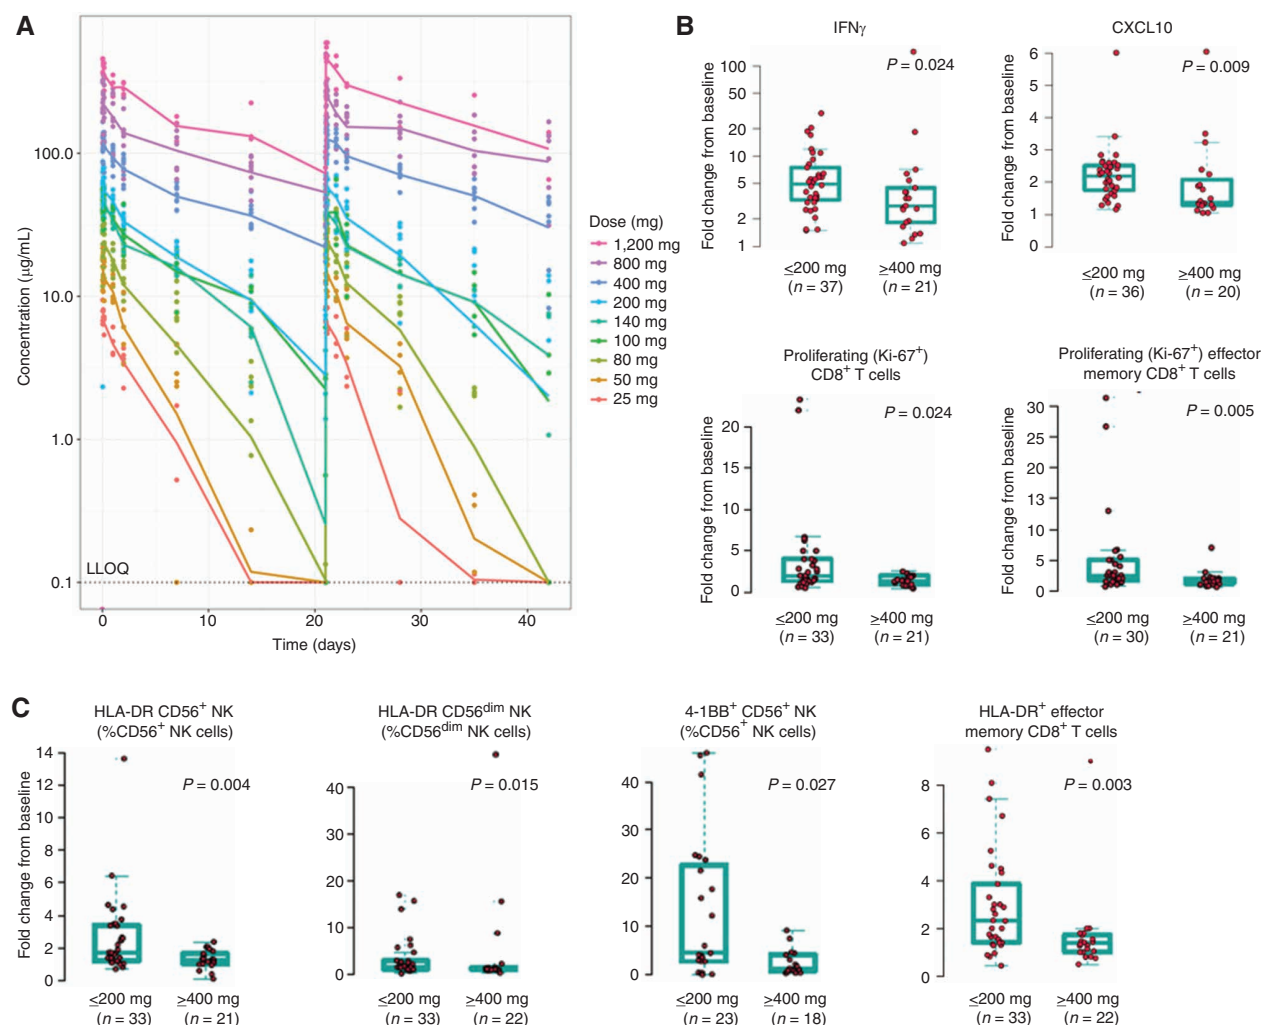 A
Concentration (μg/mL)
100.0
10.0
1.0
0.1
LLOQ
0
10
20
30
40
Time (days)
Dose (mg)
1,200 mg
800 mg
400 mg
200 mg
140 mg
100 mg
80 mg
50 mg
25 mg
B
IFNγ
Fold change from baseline
100
50
20
10
5
2
1
P = 0.024
≤200 mg
(n = 37)
≥400 mg
(n = 21)
CXCL10
Fold change from baseline
6
5
4
3
2
1
0
P = 0.009
≤200 mg
(n = 36)
≥400 mg
(n = 20)
Proliferating (Ki-67⁺)
CD8⁺ T cells
Fold change from baseline
20
15
10
5
0
P = 0.024
≤200 mg
(n = 33)
≥400 mg
(n = 21)
Proliferating (Ki-67⁺) effector
memory CD8⁺ T cells
Fold change from baseline
30
25
20
13
10
5
0
P = 0.005
≤200 mg
(n = 30)
≥400 mg
(n = 21)
C
HLA-DR CD56⁺ NK
(%CD56⁺ NK cells)
Fold change from baseline
14
12
10
8
6
4
2
0
P = 0.004
≤200 mg
(n = 33)
≥400 mg
(n = 21)
HLA-DR CD56ᵈⁱᵐ NK
(%CD56ᵈⁱᵐ NK cells)
40
30
20
10
0
P = 0.015
≤200 mg
(n = 33)
≥400 mg
(n = 22)
4-1BB⁺ CD56⁺ NK
(%CD56⁺ NK cells)
40
30
20
10
0
P = 0.027
≤200 mg
(n = 23)
≥400 mg
(n = 18)
HLA-DR⁺ effector
memory CD8⁺ T cells
8
6
4
2
0
P = 0.003
≤200 mg
(n = 33)
≥400 mg
(n = 22)